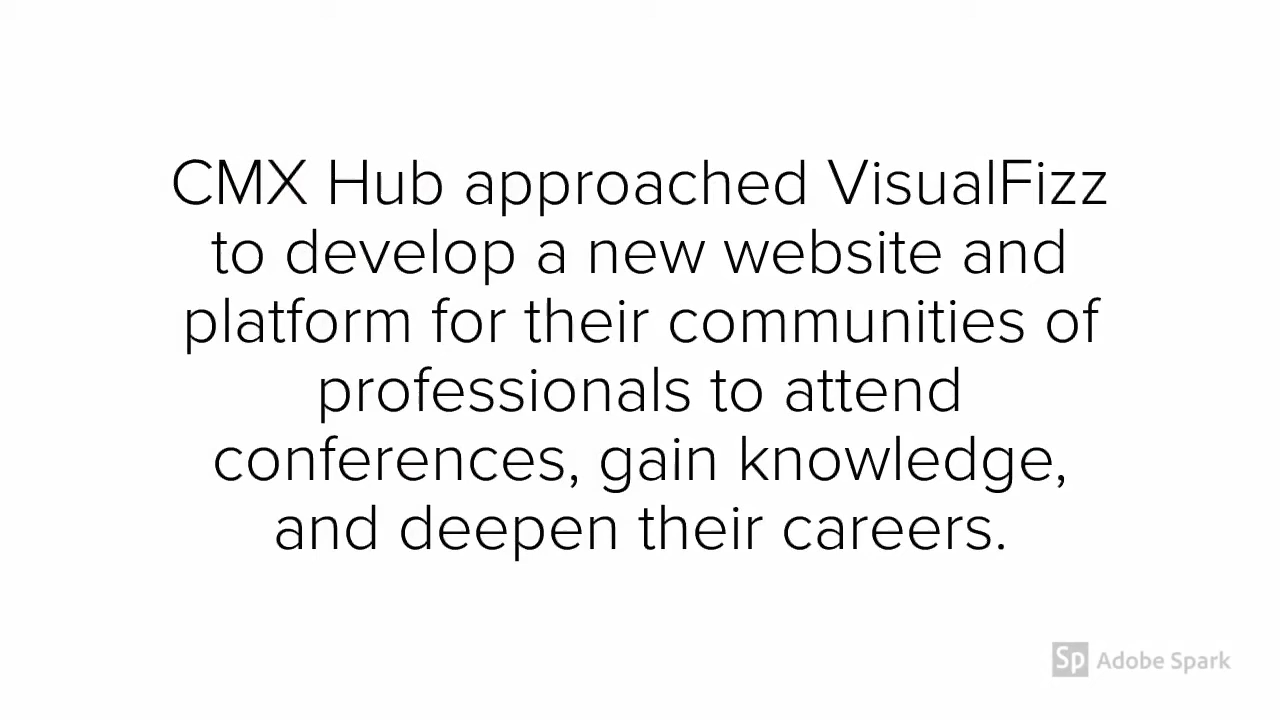 CMX Hub approached VisualFizz
to develop a new website and
platform for their communities of
professionals to attend
conferences, gain knowledge,
and deepen their careers.
Sp Adobe Spark